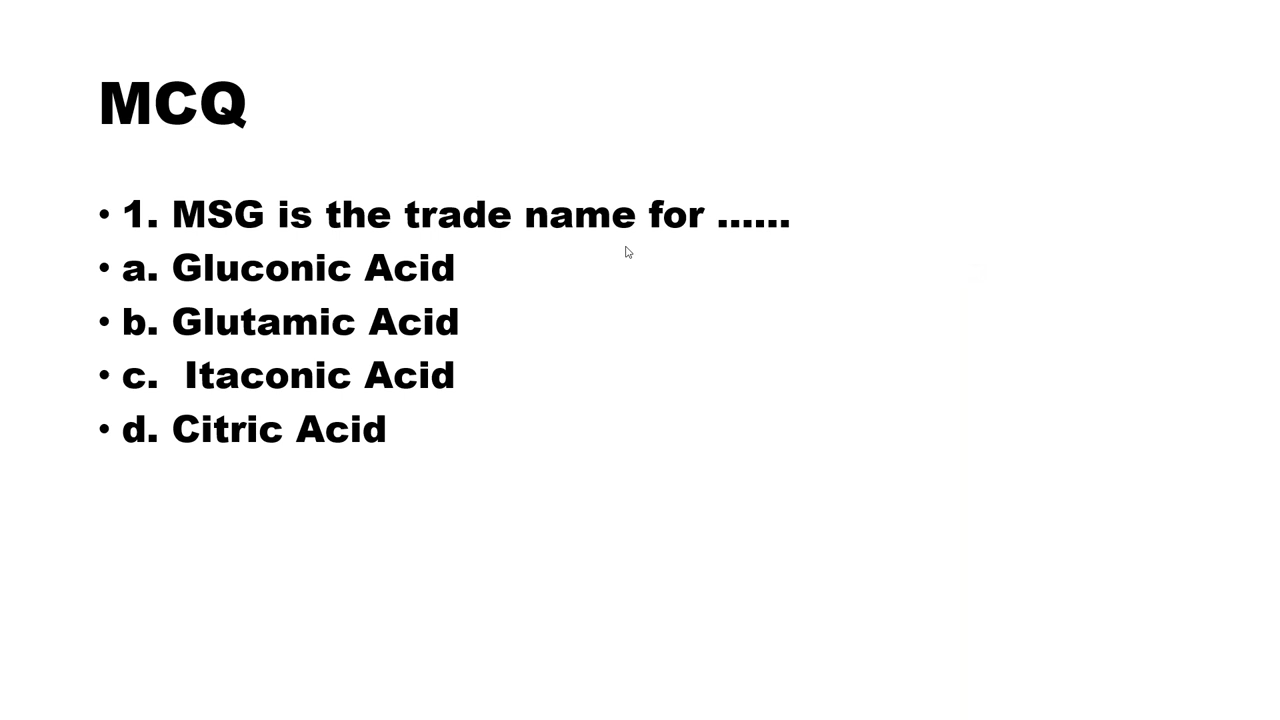 MCQ
• 1. MSG is the trade name for ......
• a. Gluconic Acid
• b. Glutamic Acid
• c.  Itaconic Acid
• d. Citric Acid